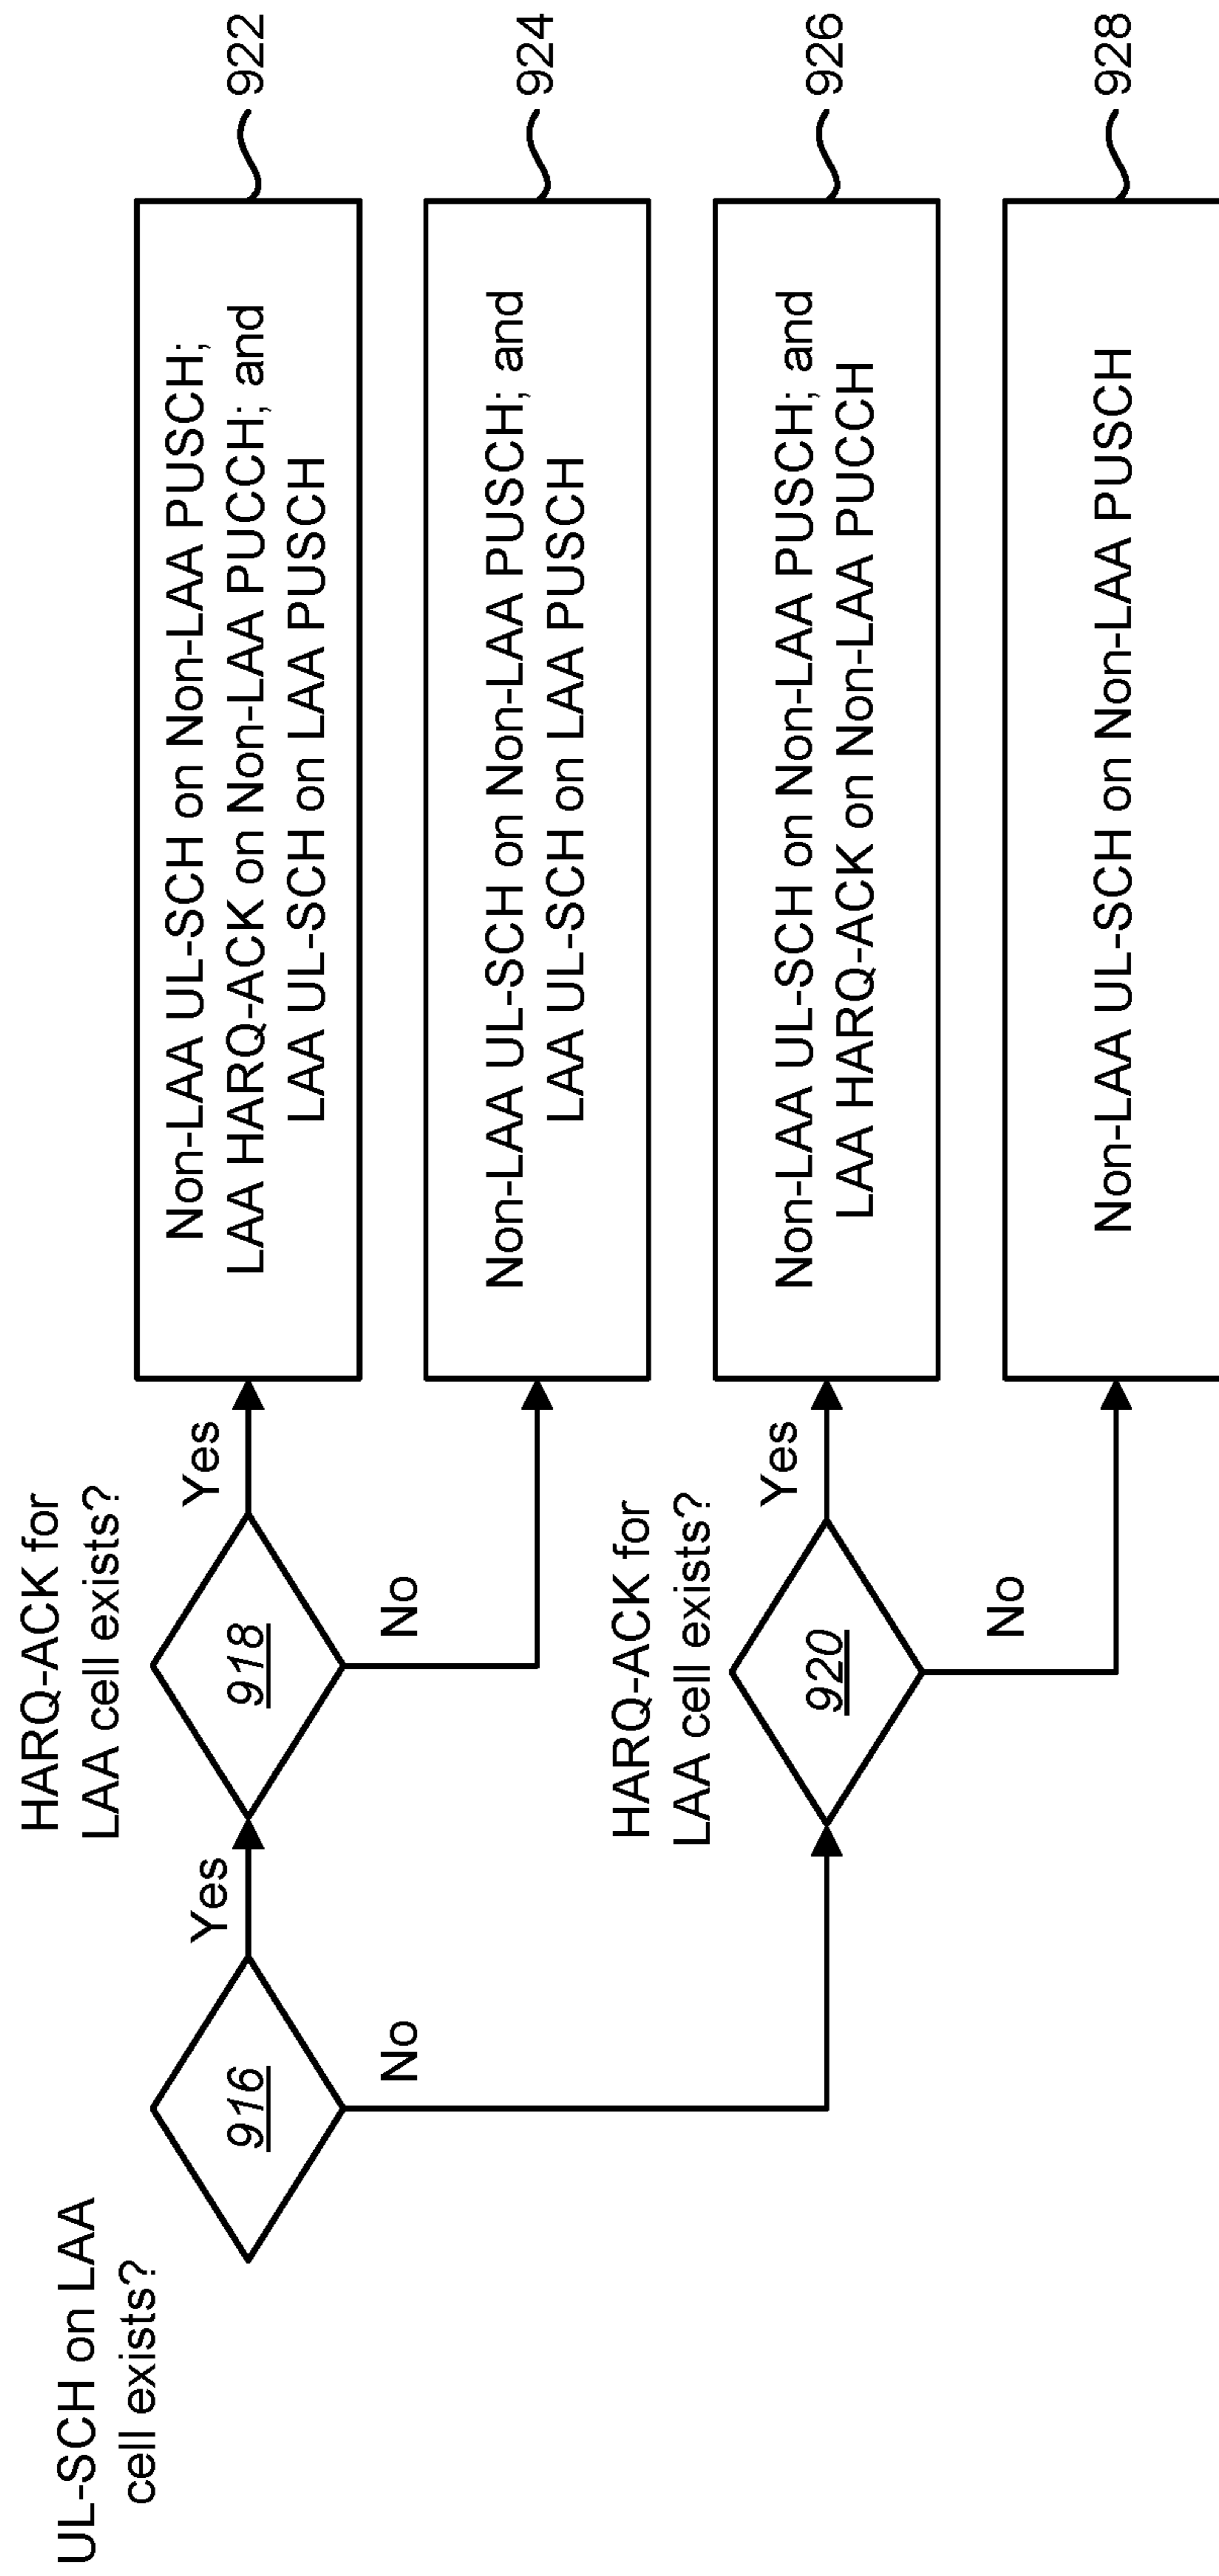 UL-SCH on LAA
cell exists?
916
Yes
No
HARQ-ACK for
LAA cell exists?
918
Yes
No
HARQ-ACK for
LAA cell exists?
920
Yes
No
Non-LAA UL-SCH on Non-LAA PUSCH;
LAA HARQ-ACK on Non-LAA PUCCH; and
LAA UL-SCH on LAA PUSCH
922
Non-LAA UL-SCH on Non-LAA PUSCH; and
LAA UL-SCH on LAA PUSCH
924
Non-LAA UL-SCH on Non-LAA PUSCH; and
LAA HARQ-ACK on Non-LAA PUCCH
926
Non-LAA UL-SCH on Non-LAA PUSCH
928